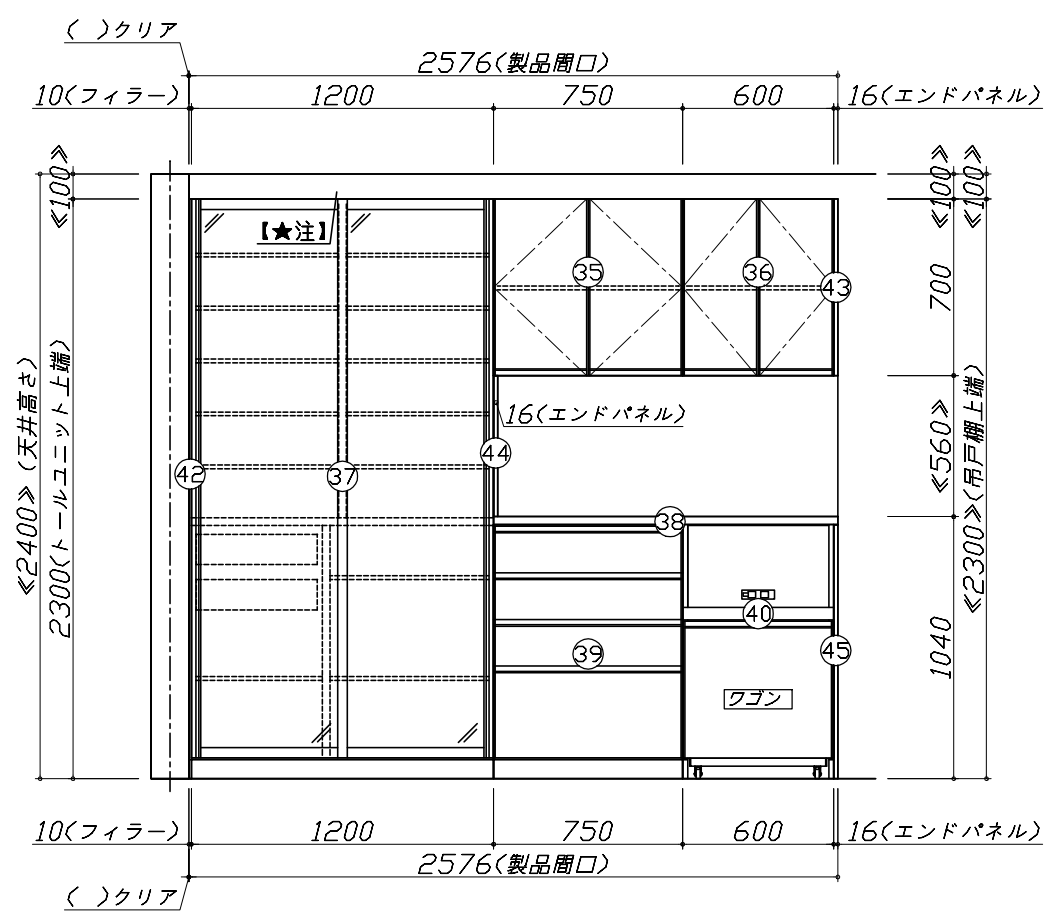 ( )クリア
2576(製品間口)
10(フィラー)
1200
750
600
16(エンドパネル)
≪100≫
≪100≫
≪100≫
【★注】
35
36
43
700
≪2400≫(天井高さ)
2300(トールユニット上端)
16(エンドパネル)
≪560≫
≪2300≫(吊戸棚上端)
42
37
44
38
40
39
45
1040
ワゴン
10(フィラー)
1200
750
600
16(エンドパネル)
2576(製品間口)
( )クリア